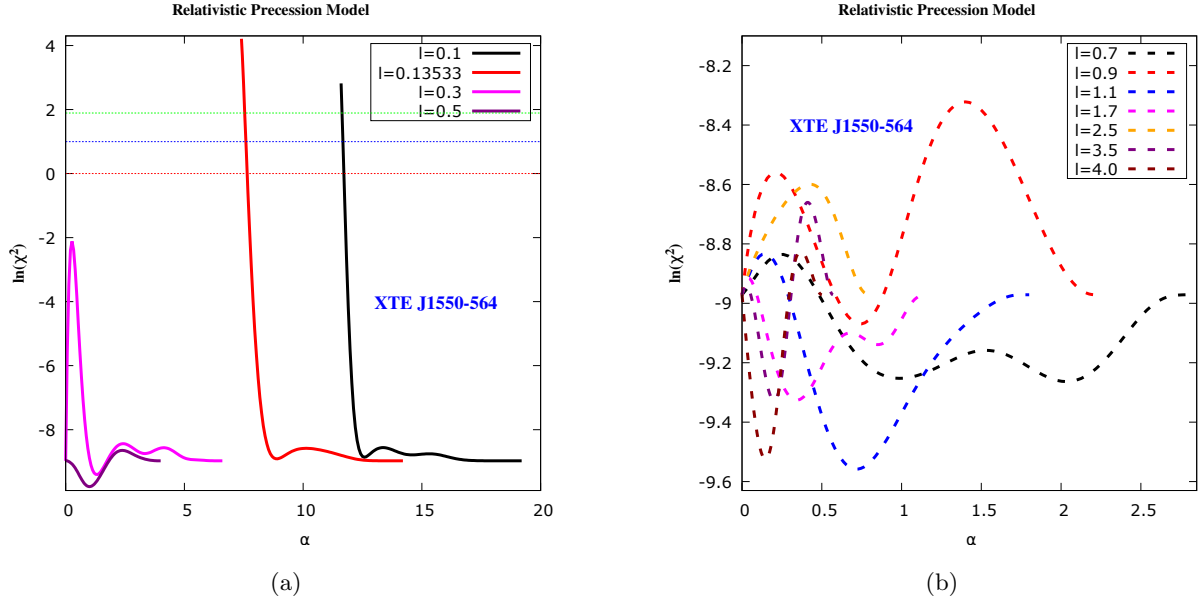 Relativistic Precession Model
l=0.1
l=0.13533
l=0.3
l=0.5
XTE J1550-564
ln(χ²)
4
2
0
-2
-4
-6
-8
0
5
10
15
20
α
(a)
Relativistic Precession Model
l=0.7
l=0.9
l=1.1
l=1.7
l=2.5
l=3.5
l=4.0
XTE J1550-564
ln(χ²)
-8.2
-8.4
-8.6
-8.8
-9
-9.2
-9.4
-9.6
0
0.5
1
1.5
2
2.5
α
(b)